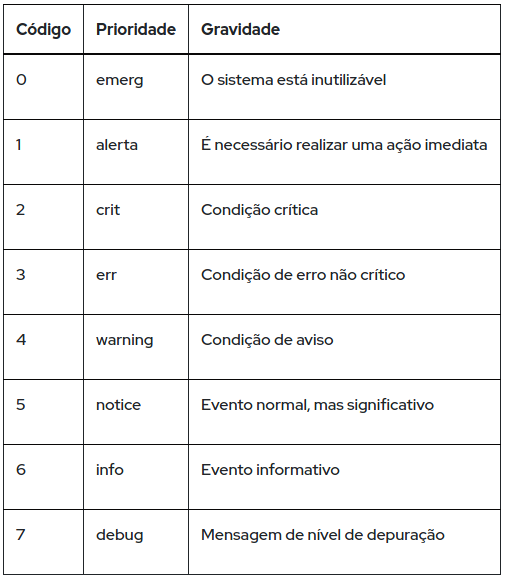 Código Prioridade Gravidade
0 emerg O sistema está inutilizável
1 alerta É necessário realizar uma ação imediata
2 crit Condição crítica
3 err Condição de erro não crítico
4 warning Condição de aviso
5 notice Evento normal, mas significativo
6 info Evento informativo
7 debug Mensagem de nível de depuração